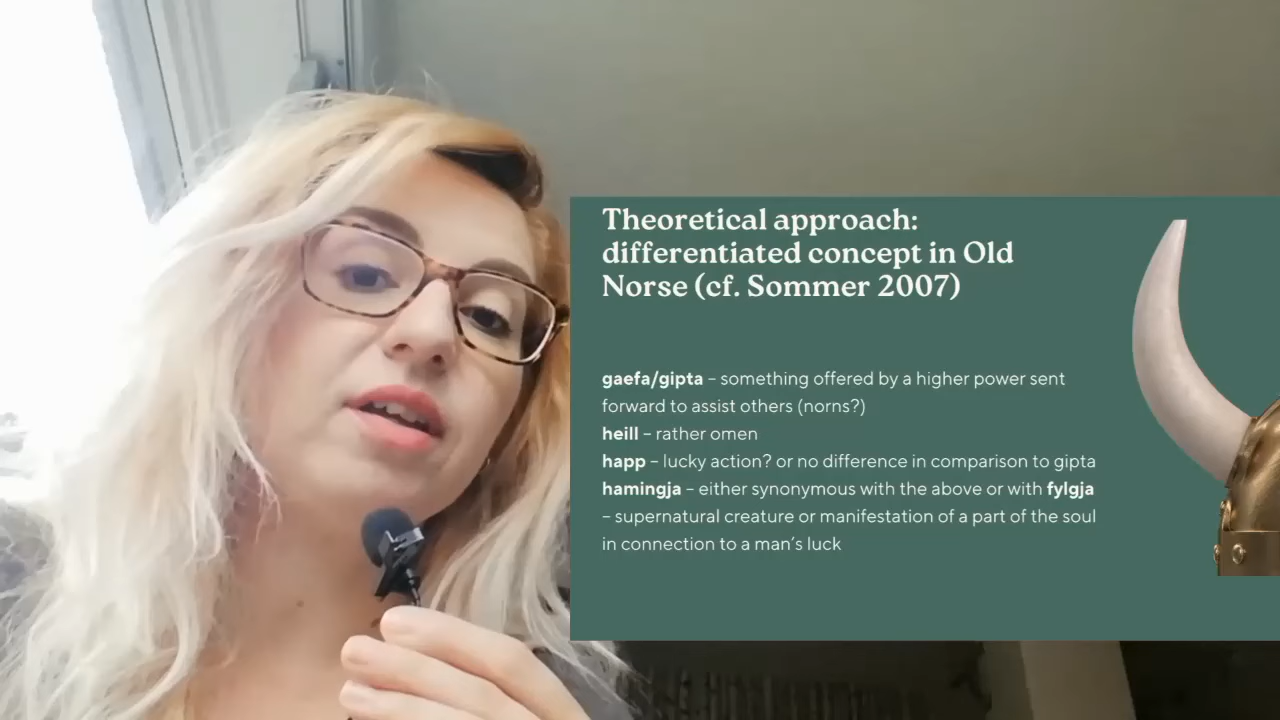 Theoretical approach:
differentiated concept in Old
Norse (cf. Sommer 2007)
gaefa/gipta – something offered by a higher power sent
forward to assist others (norns?)
heill – rather omen
happ – lucky action? or no difference in comparison to gipta
hamingja – either synonymous with the above or with fylgja
– supernatural creature or manifestation of a part of the soul
in connection to a man's luck